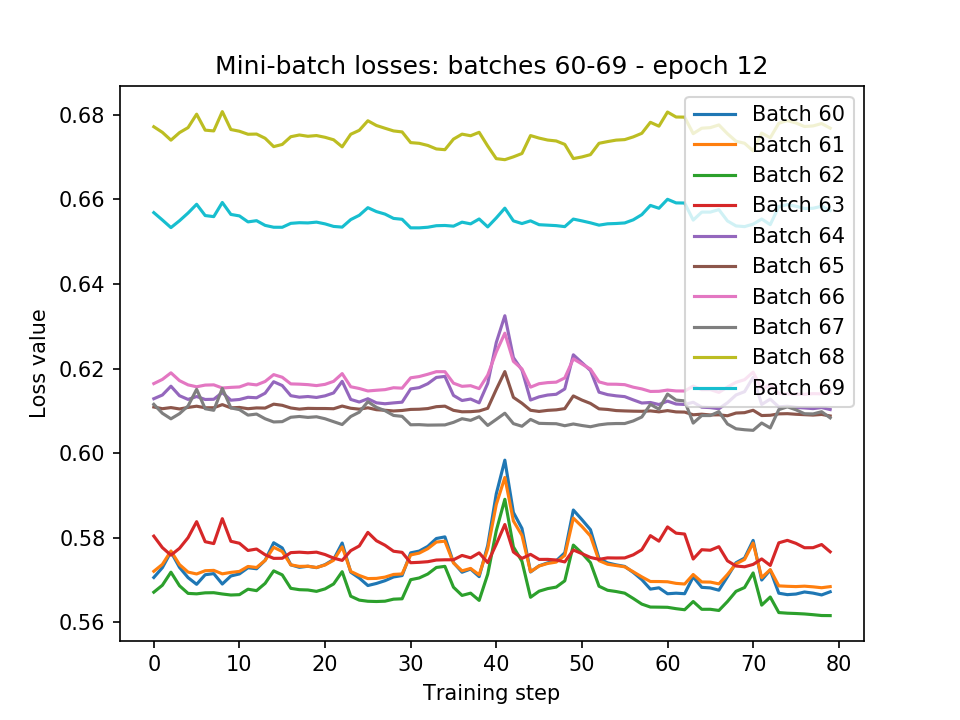 Mini-batch losses: batches 60-69 - epoch 12
Loss value
0.68
0.66
0.64
0.62
0.60
0.58
0.56
Batch 60
Batch 61
Batch 62
Batch 63
Batch 64
Batch 65
Batch 66
Batch 67
Batch 68
Batch 69
0 10 20 30 40 50 60 70 80
Training step